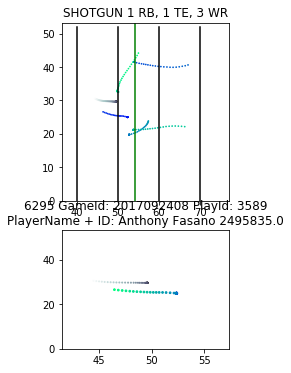 SHOTGUN 1 RB, 1 TE, 3 WR
50
40
30
20
10
0
40 50 60 70
6295 GameId: 2017092408 PlayId: 3589
PlayerName + ID: Anthony Fasano 2495835.0
40
20
0
45 50 55